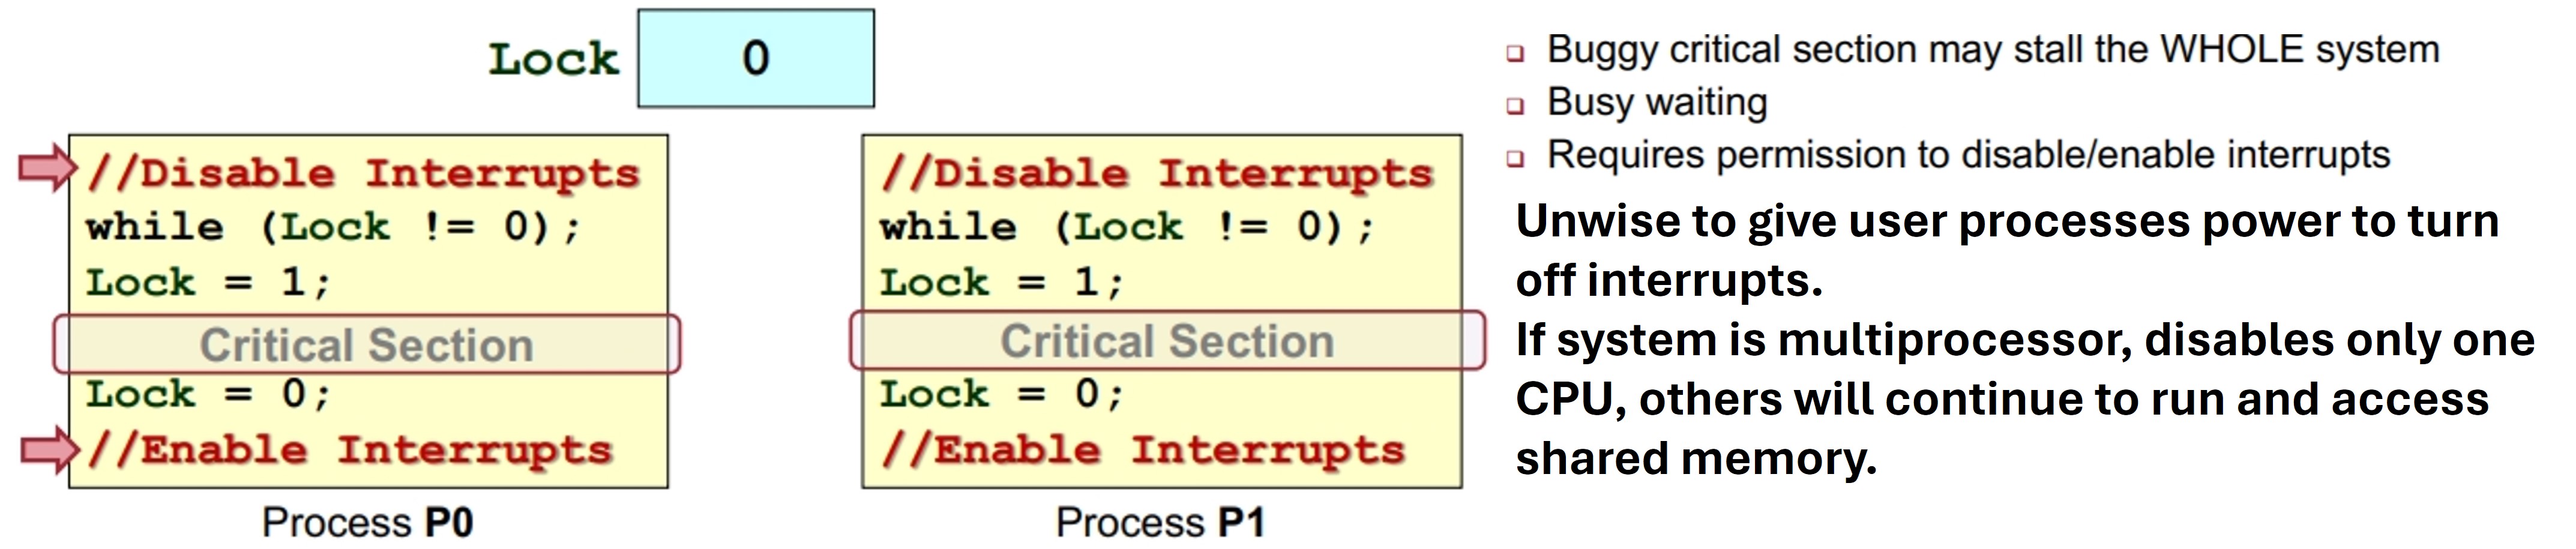 Lock 0
//Disable Interrupts
while (Lock != 0);
Lock = 1;
Critical Section
Lock = 0;
//Enable Interrupts
Process P0
//Disable Interrupts
while (Lock != 0);
Lock = 1;
Critical Section
Lock = 0;
//Enable Interrupts
Process P1
Buggy critical section may stall the WHOLE system
Busy waiting
Requires permission to disable/enable interrupts
Unwise to give user processes power to turn
off interrupts.
If system is multiprocessor, disables only one
CPU, others will continue to run and access
shared memory.